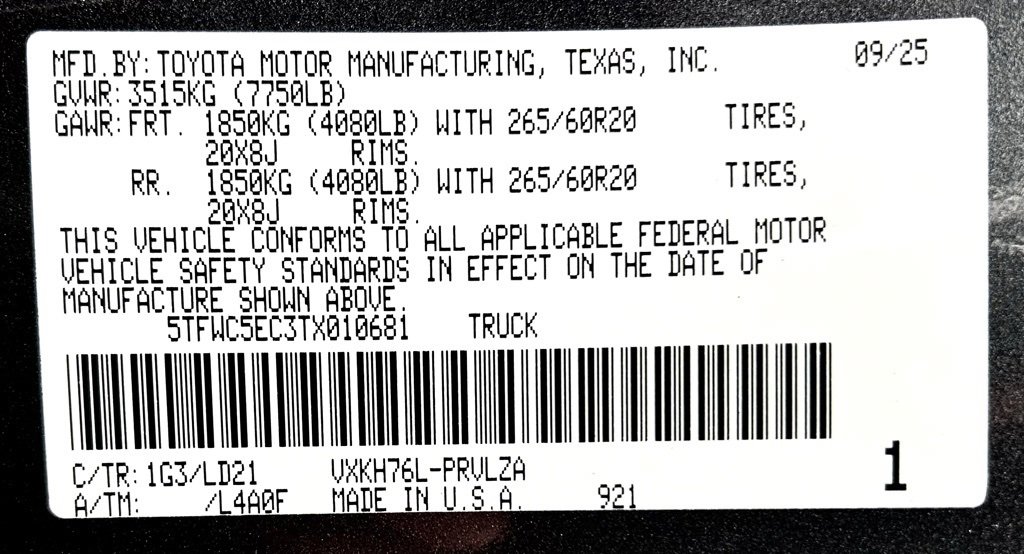 MFD.BY:TOYOTA MOTOR MANUFACTURING, TEXAS, INC. 09/25
GVWR:3515KG (7750LB)
GAWR:FRT. 1850KG (4080LB) WITH 265/60R20 TIRES,
20X8J RIMS.
RR. 1850KG (4080LB) WITH 265/60R20 TIRES,
20X8J RIMS.
THIS VEHICLE CONFORMS TO ALL APPLICABLE FEDERAL MOTOR
VEHICLE SAFETY STANDARDS IN EFFECT ON THE DATE OF
MANUFACTURE SHOWN ABOVE.
5TFWC5EC3TX010681 TRUCK
C/TR:1G3/LD21 VXKH76L-PRVLZA
A/TM: /L4A0F MADE IN U.S.A. 921
1